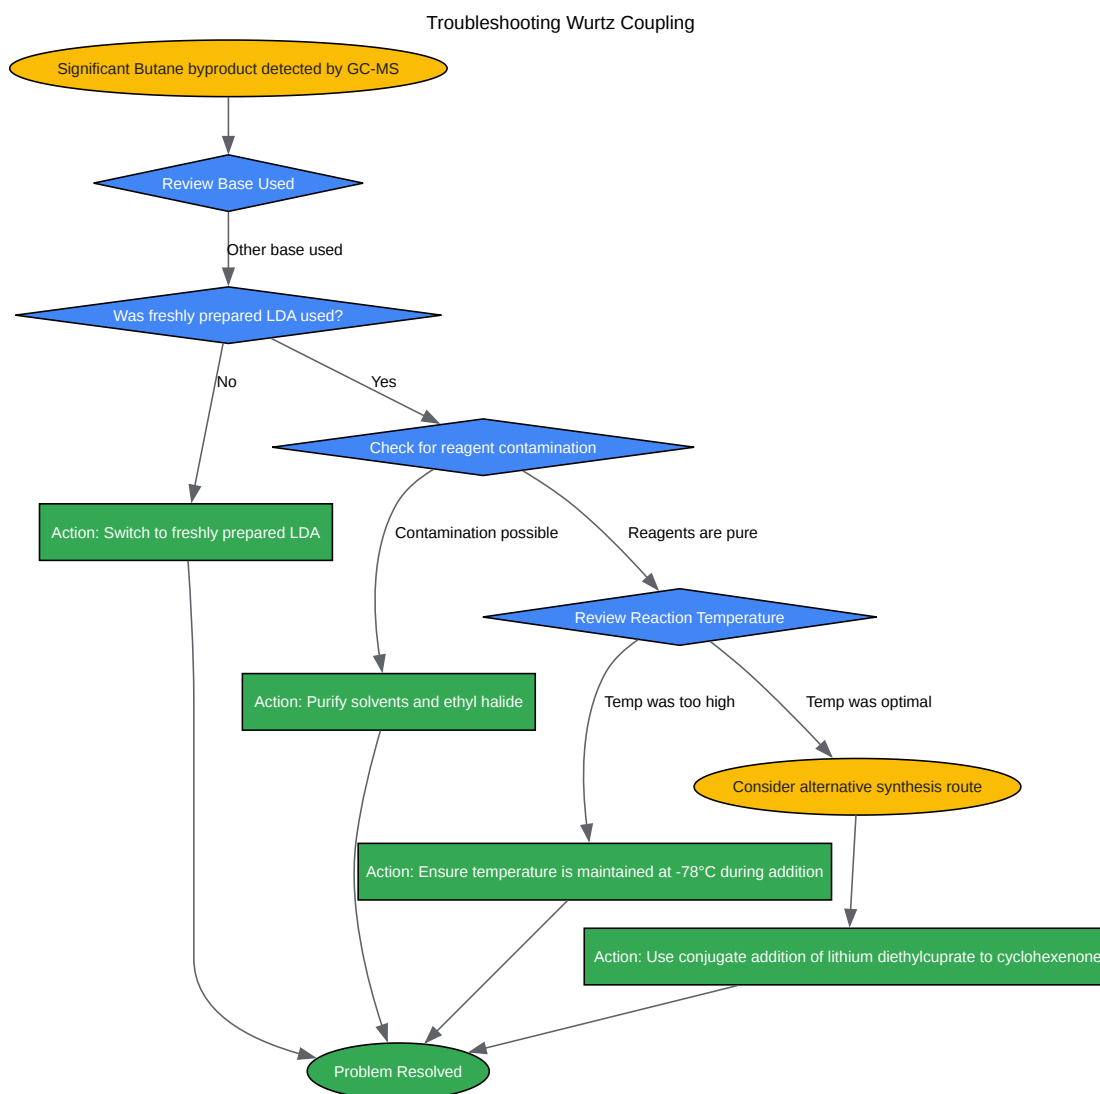 Troubleshooting Wurtz Coupling
Significant Butane byproduct detected by GC-MS
Review Base Used
Other base used
Was freshly prepared LDA used?
No
Yes
Check for reagent contamination
Action: Switch to freshly prepared LDA
Contamination possible
Reagents are pure
Review Reaction Temperature
Action: Purify solvents and ethyl halide
Temp was too high
Temp was optimal
Consider alternative synthesis route
Action: Ensure temperature is maintained at -78°C during addition
Action: Use conjugate addition of lithium diethylcuprate to cyclohexenone
Problem Resolved